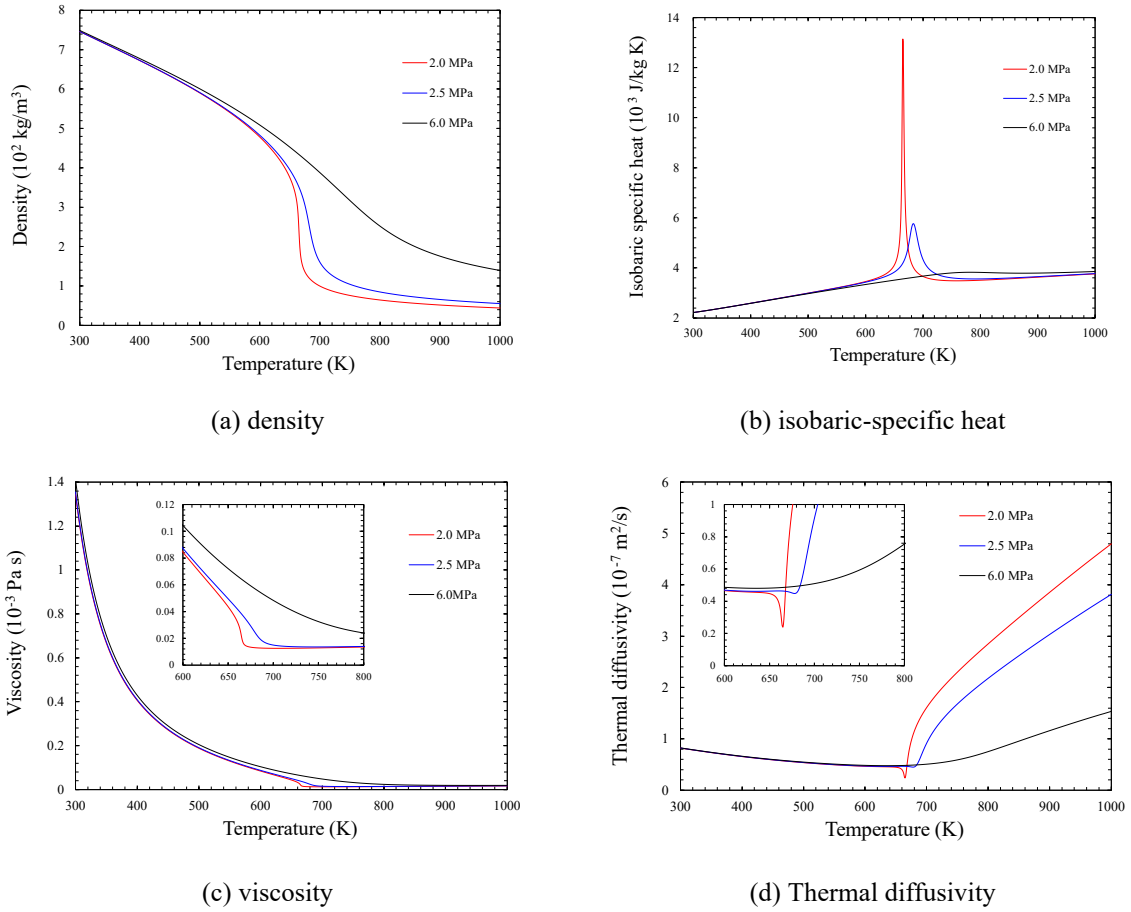 8
7
6
5
4
3
2
1
0
Density (10² kg/m³)
2.0 MPa
2.5 MPa
6.0 MPa
300 400 500 600 700 800 900 1000
Temperature (K)
(a) density
14
12
10
8
6
4
2
Isobaric specific heat (10⁻³ J/kg K)
2.0 MPa
2.5 MPa
6.0 MPa
300 400 500 600 700 800 900 1000
Temperature (K)
(b) isobaric-specific heat
1.4
1.2
1
0.8
0.6
0.4
0.2
0
Viscosity (10⁻³ Pa s)
0.12
0.1
0.08
0.06
0.04
0.02
0
600 650 700 750 800
2.0 MPa
2.5 MPa
6.0MPa
300 400 500 600 700 800 900 1000
Temperature (K)
(c) viscosity
6
5
4
3
2
1
0
Thermal diffusivity (10⁻⁷ m²/s)
1
0.8
0.6
0.4
0.2
0
600 650 700 750 800
2.0 MPa
2.5 MPa
6.0 MPa
300 400 500 600 700 800 900 1000
Temperature (K)
(d) Thermal diffusivity